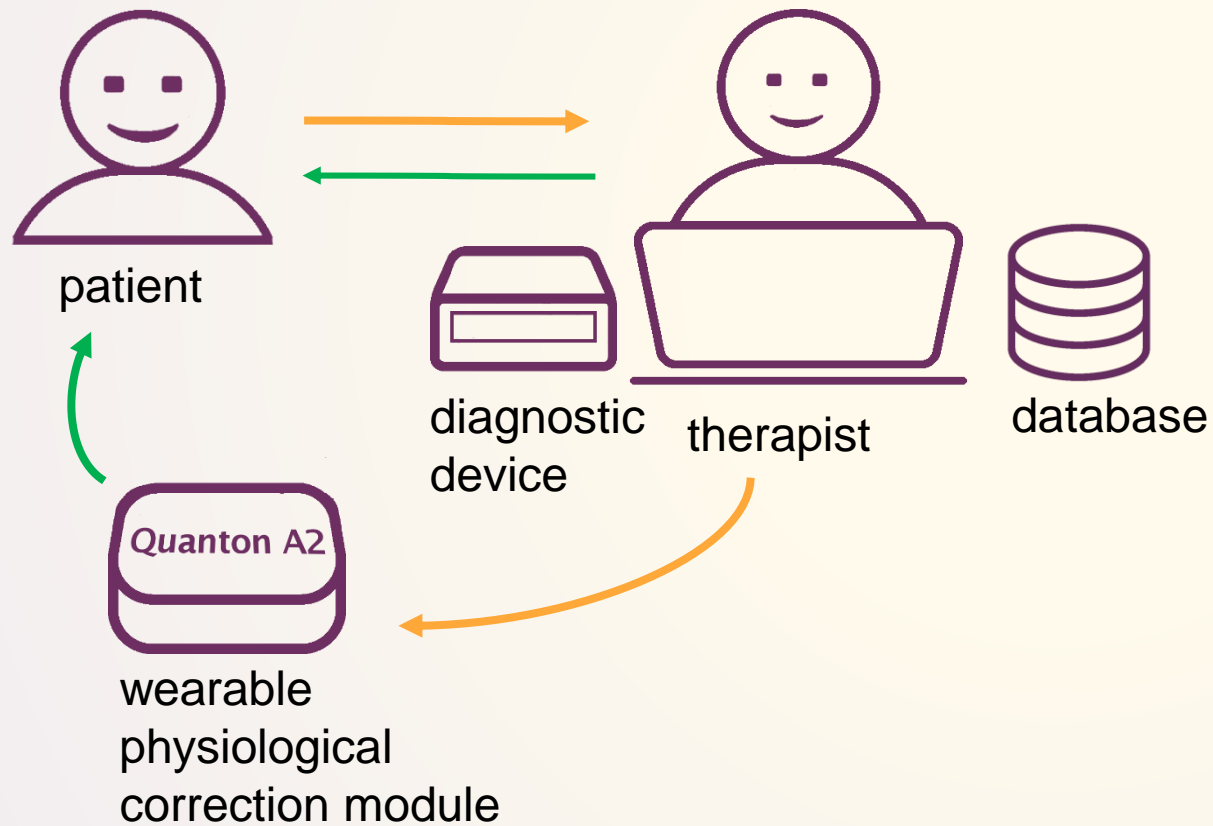 patient
diagnostic
device
therapist
database
Quanton A2
wearable
physiological
correction module